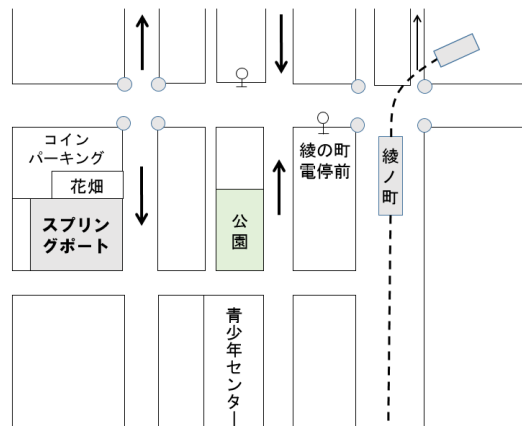 コイン
パーキング
花畑
スプリン
グポート
公園
綾の町
電停前
綾ノ町
青少年センター